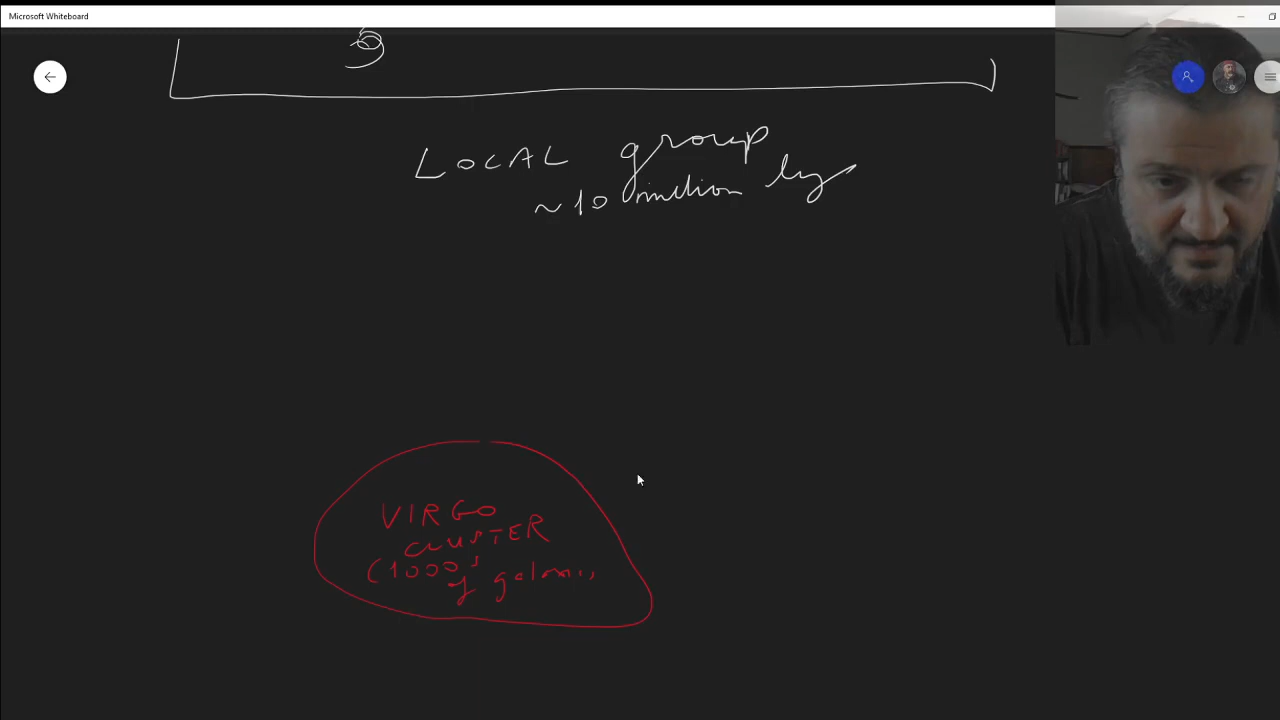 Microsoft Whiteboard
LOCAL group
~10 million ly
VIRGO
CLUSTER
(1000's
of galaxies